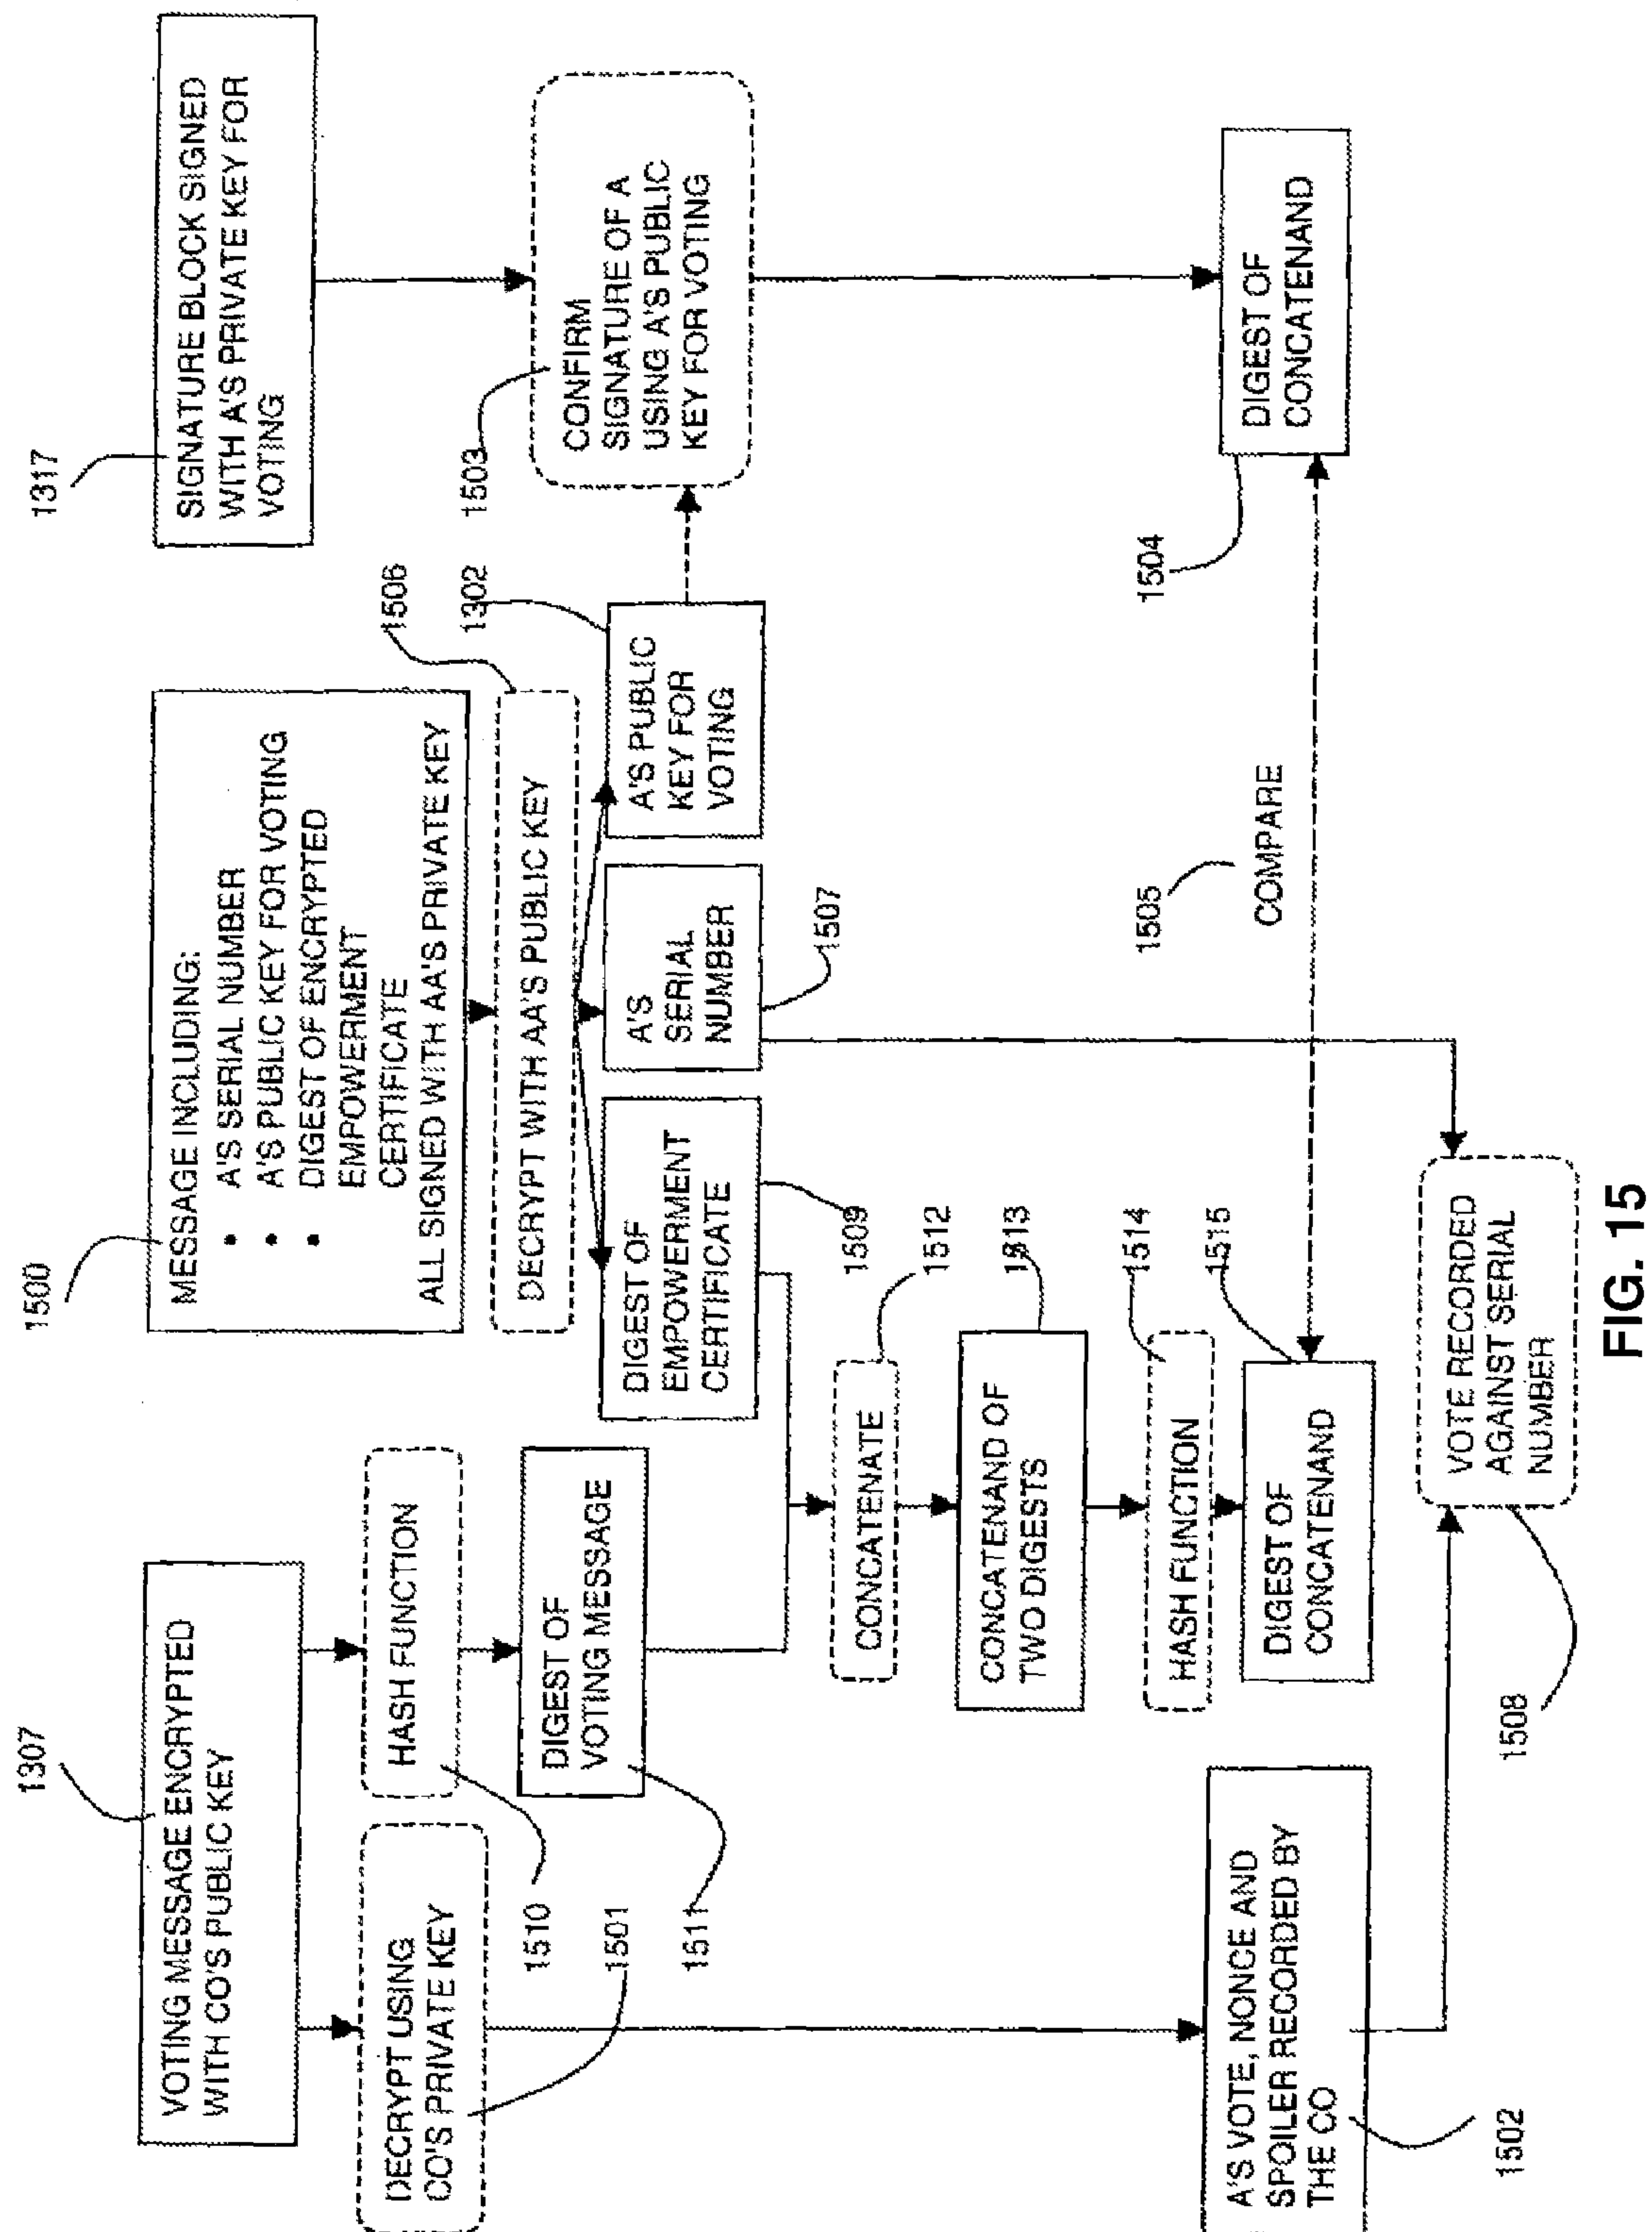 1307
VOTING MESSAGE ENCRYPTED
WITH CO'S PUBLIC KEY
1500
MESSAGE INCLUDING:
• A'S SERIAL NUMBER
• A'S PUBLIC KEY FOR VOTING
• DIGEST OF ENCRYPTED
EMPOWERMENT
CERTIFICATE
ALL SIGNED WITH AA'S PRIVATE KEY
1317
SIGNATURE BLOCK SIGNED
WITH A'S PRIVATE KEY FOR
VOTING
DECRYPT USING
CO'S PRIVATE KEY
1501
HASH FUNCTION
1510
DIGEST OF
VOTING MESSAGE
1511
DECRYPT WITH AA'S PUBLIC KEY
1506
DIGEST OF
EMPOWERMENT
CERTIFICATE
1509
A'S
SERIAL
NUMBER
1507
A'S PUBLIC
KEY FOR
VOTING
1302
1503
CONFIRM
SIGNATURE OF A
USING A'S PUBLIC
KEY FOR VOTING
CONCATENATE
1512
CONCATENAND OF
TWO DIGESTS
1513
HASH FUNCTION
1514
DIGEST OF
CONCATENAND
1515
1505
COMPARE
1504
DIGEST OF
CONCATENAND
A'S VOTE, NONCE AND
SPOILER RECORDED BY
THE CO
1502
VOTE RECORDED
AGAINST SERIAL
NUMBER
1508
FIG. 15